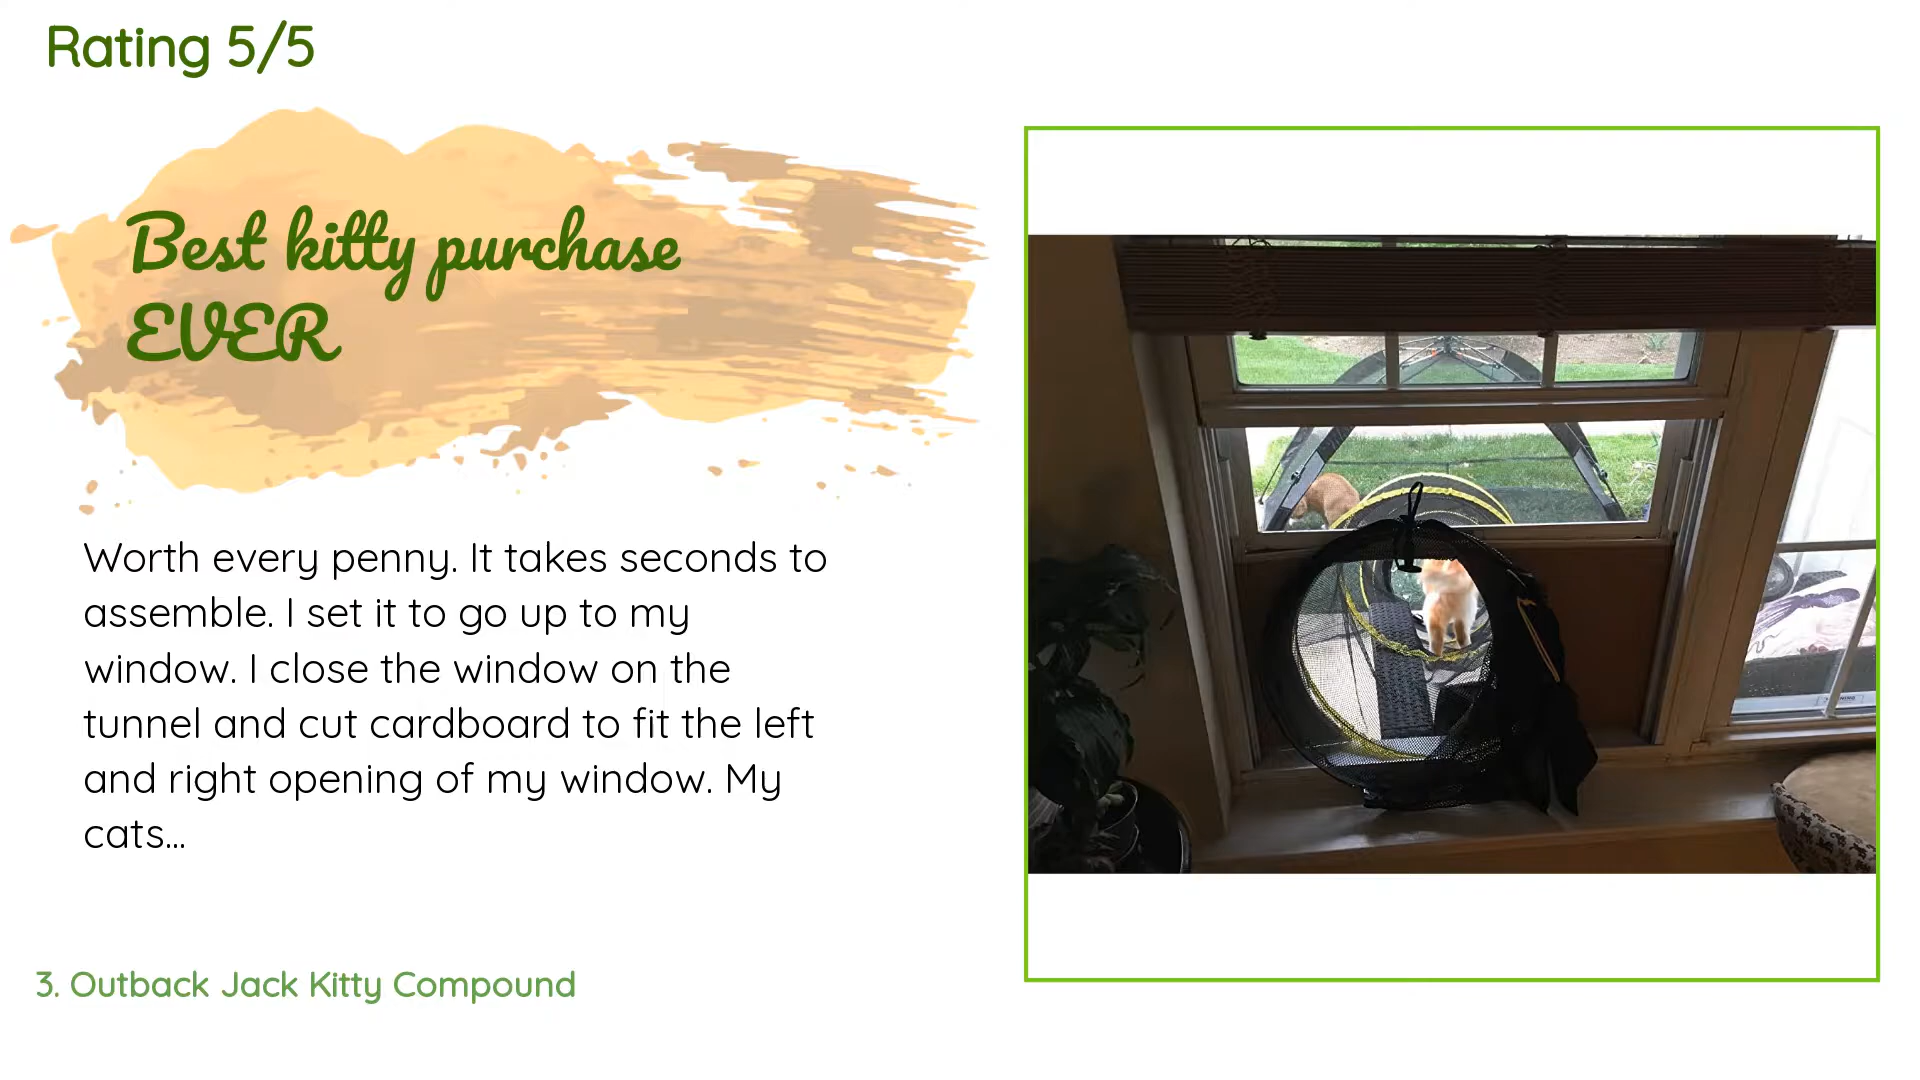 Rating 5/5
Best kitty purchase
EVER
Worth every penny. It takes seconds to
assemble. I set it to go up to my
window. I close the window on the
tunnel and cut cardboard to fit the left
and right opening of my window. My
cats...
3. Outback Jack Kitty Compound